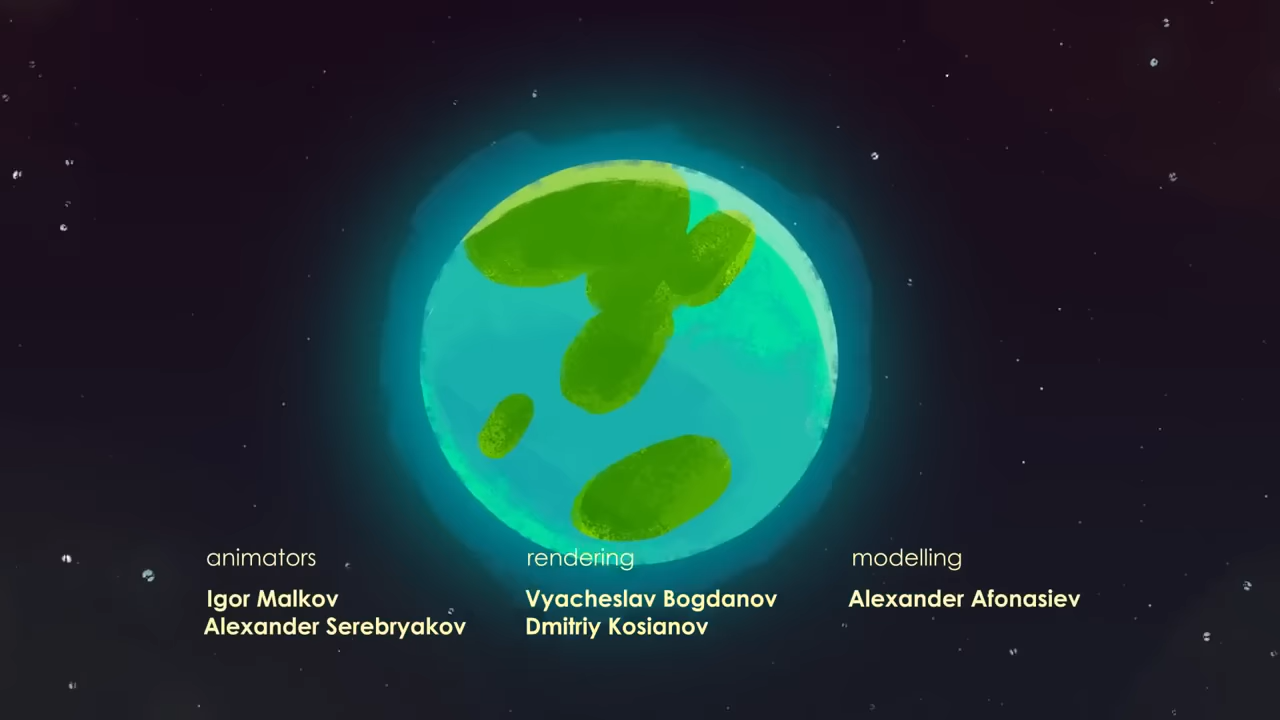 animators
Igor Malkov
Alexander Serebryakov
rendering
Vyacheslav Bogdanov
Dmitriy Kosianov
modelling
Alexander Afonasiev